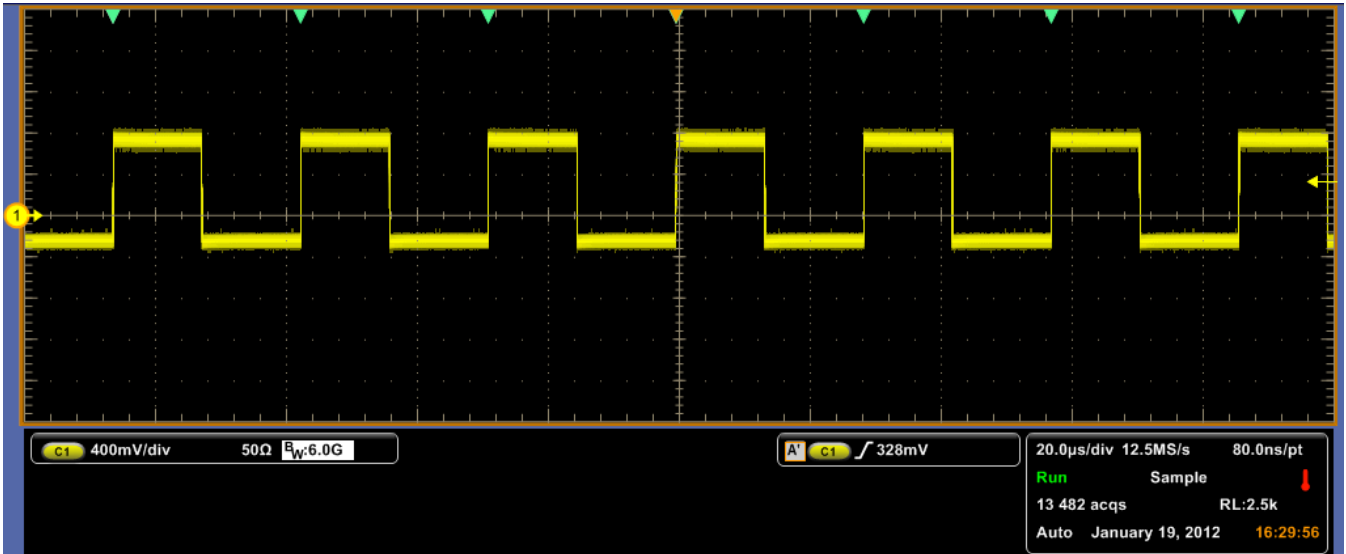 1
C1 400mV/div 50Ω BW:6.0G
A' C1 328mV
20.0µs/div 12.5MS/s 80.0ns/pt
Run Sample
13 482 acqs RL:2.5k
Auto January 19, 2012 16:29:56